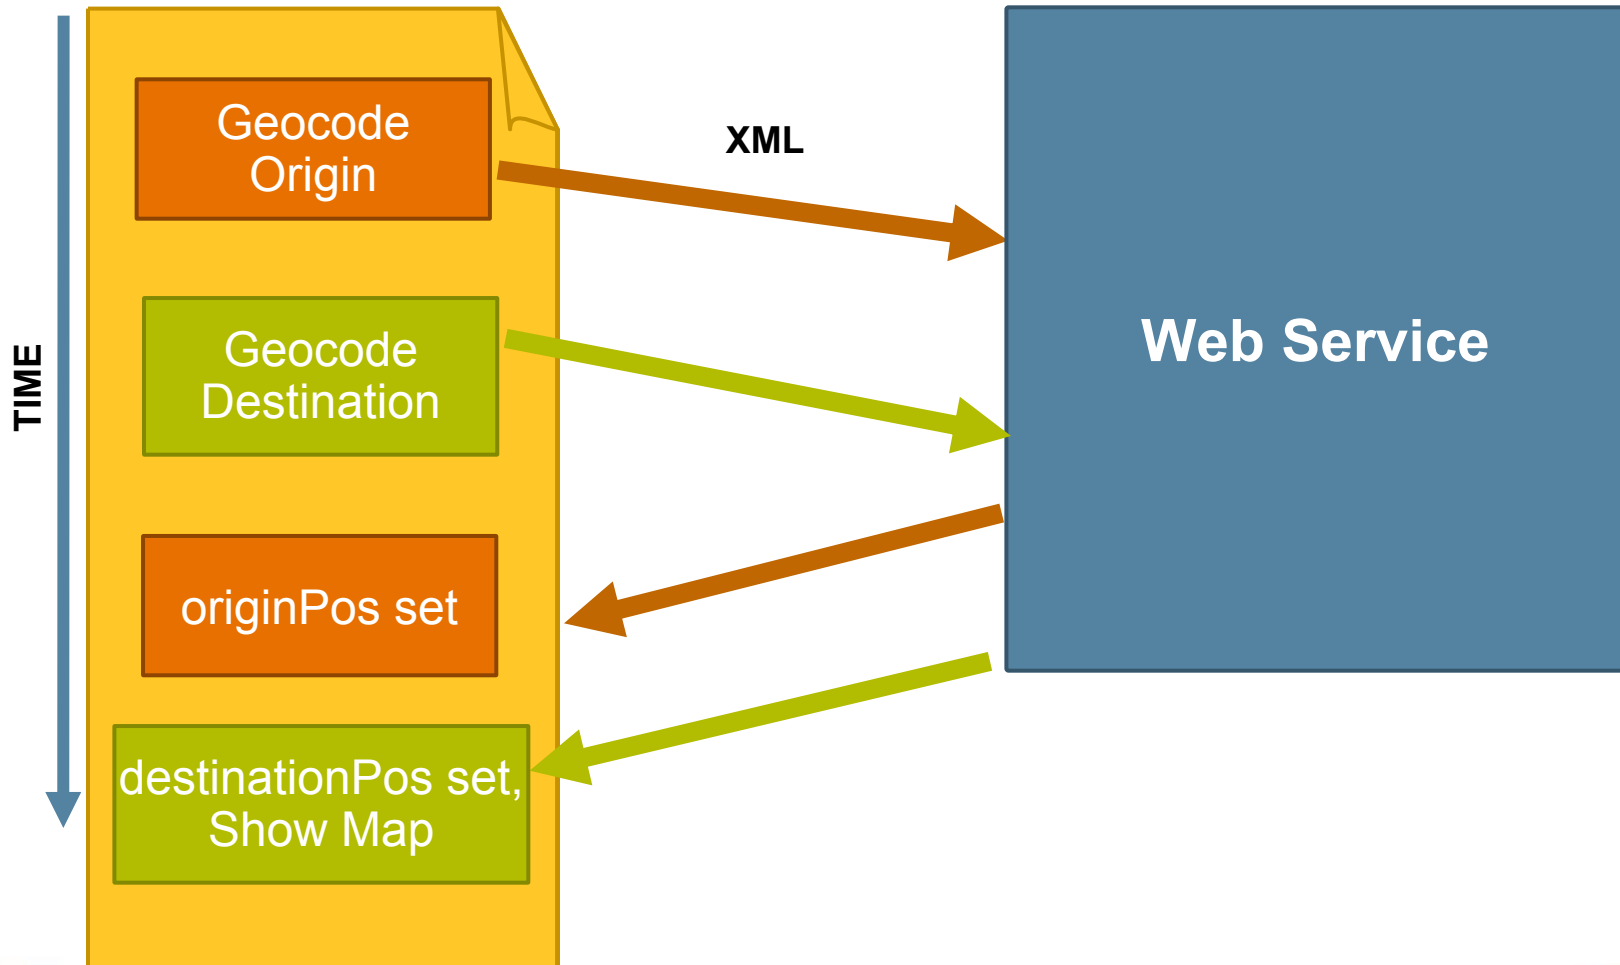 Geocode
Origin
XML
Geocode
Destination
Web Service
TIME
originPos set
destinationPos set,
Show Map